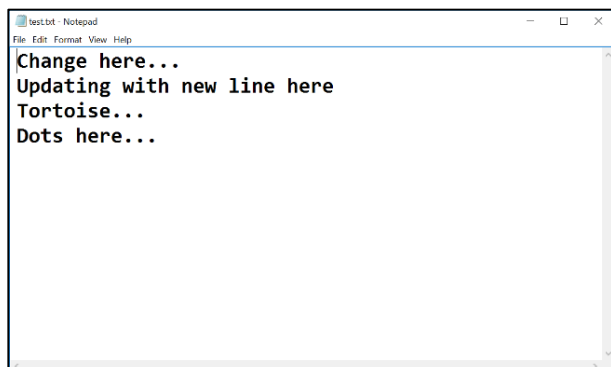 test.txt - Notepad
File Edit Format View Help
Change here...
Updating with new line here
Tortoise...
Dots here...